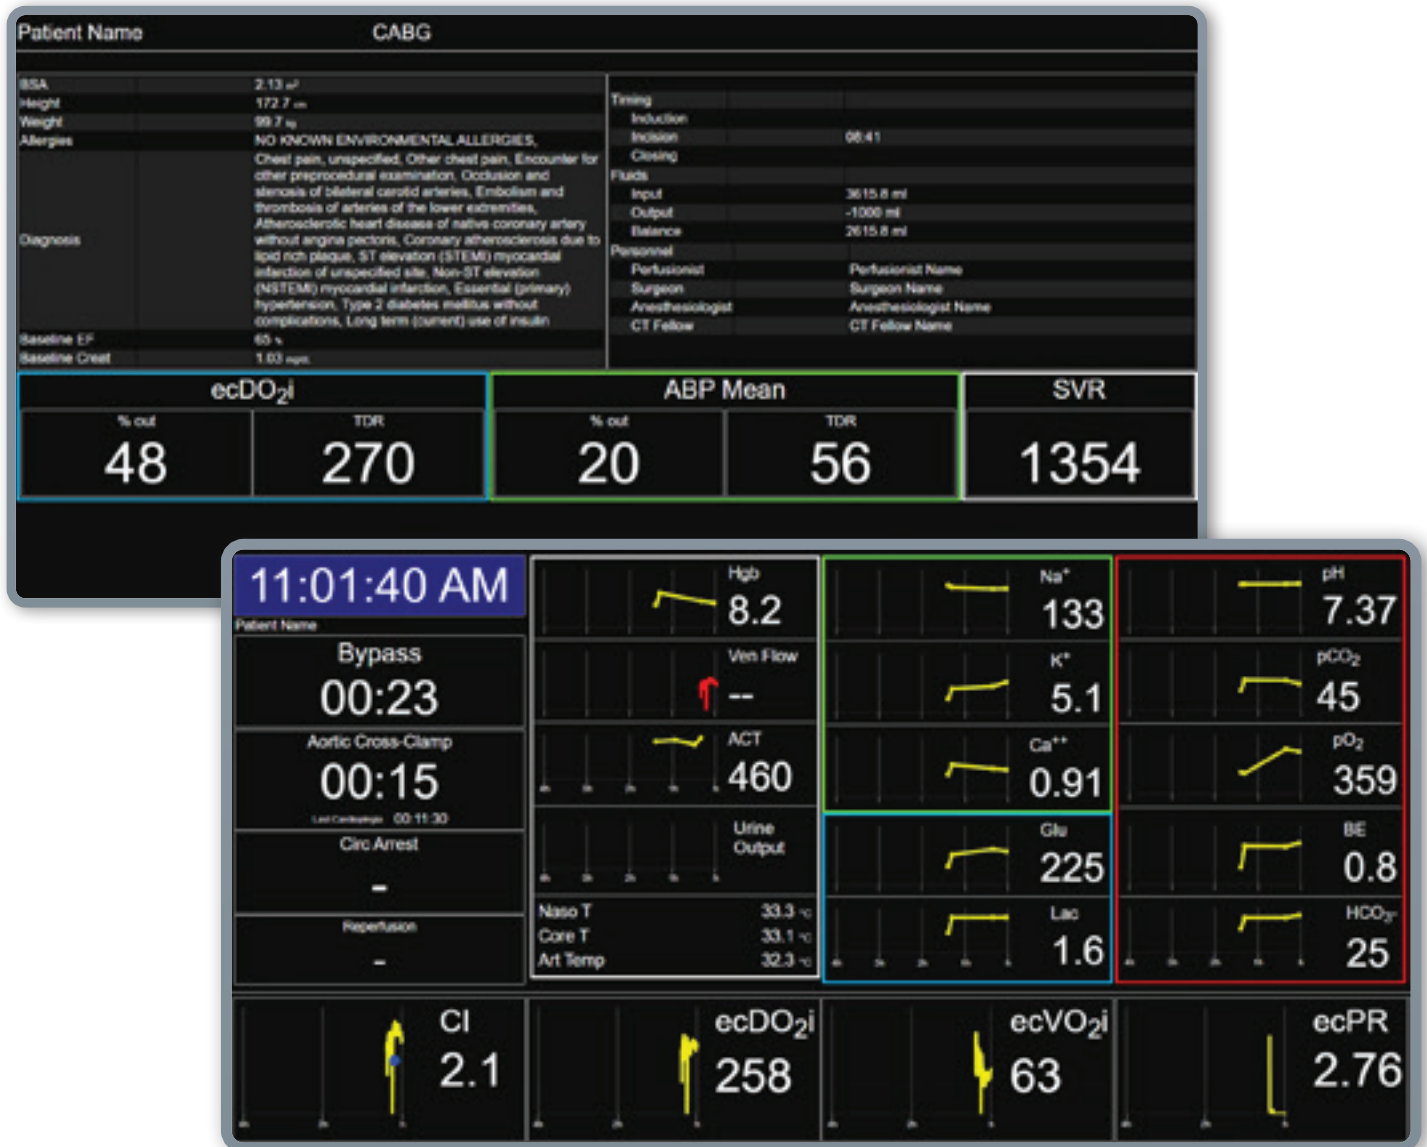 Patient Name CABG
BSA 2.13 m²
Height 172.7 cm
Weight 99.7 kg
Allergies NO KNOWN ENVIRONMENTAL ALLERGIES,
Diagnosis Chest pain, unspecified, Other chest pain, Encounter for
other preprocedural examination, Occlusion and
stenosis of bilateral carotid arteries, Embolism and
thrombosis of arteries of the lower extremities,
Atherosclerotic heart disease of native coronary artery
without angina pectoris, Coronary atherosclerosis due to
lipid rich plaque, ST elevation (STEMI) myocardial
infarction of unspecified site, Non-ST elevation
(NSTEMI) myocardial infarction, Essential (primary)
hypertension, Type 2 diabetes mellitus without
complications, Long term (current) use of insulin
Baseline EF 65 %
Baseline Creat 1.03
Timing
Induction
Incision 08:41
Closing
Fluids
Input 3615.8 ml
Output -1000 ml
Balance 2615.8 ml
Personnel
Perfusionist Perfusionist Name
Surgeon Surgeon Name
Anesthesiologist Anesthesiologist Name
CT Fellow CT Fellow Name
ecDO₂i
% out TDR
48 270
ABP Mean
% out TDR
20 56
SVR
1354
11:01:40 AM
Patient Name
Bypass
00:23
Aortic Cross-Clamp
00:15
Last Cardioplegia 00:11:30
Circ Arrest
–
Reperfusion
–
Hgb
8.2
Ven Flow
--
ACT
460
Urine
Output
Naso T 33.3 °C
Core T 33.1 °C
Art Temp 32.3 °C
Na⁺
133
K⁺
5.1
Ca⁺⁺
0.91
Glu
225
Lac
1.6
pH
7.37
pCO₂
45
pO₂
359
BE
0.8
HCO₃-
25
CI
2.1
ecDO₂i
258
ecVO₂i
63
ecPR
2.76